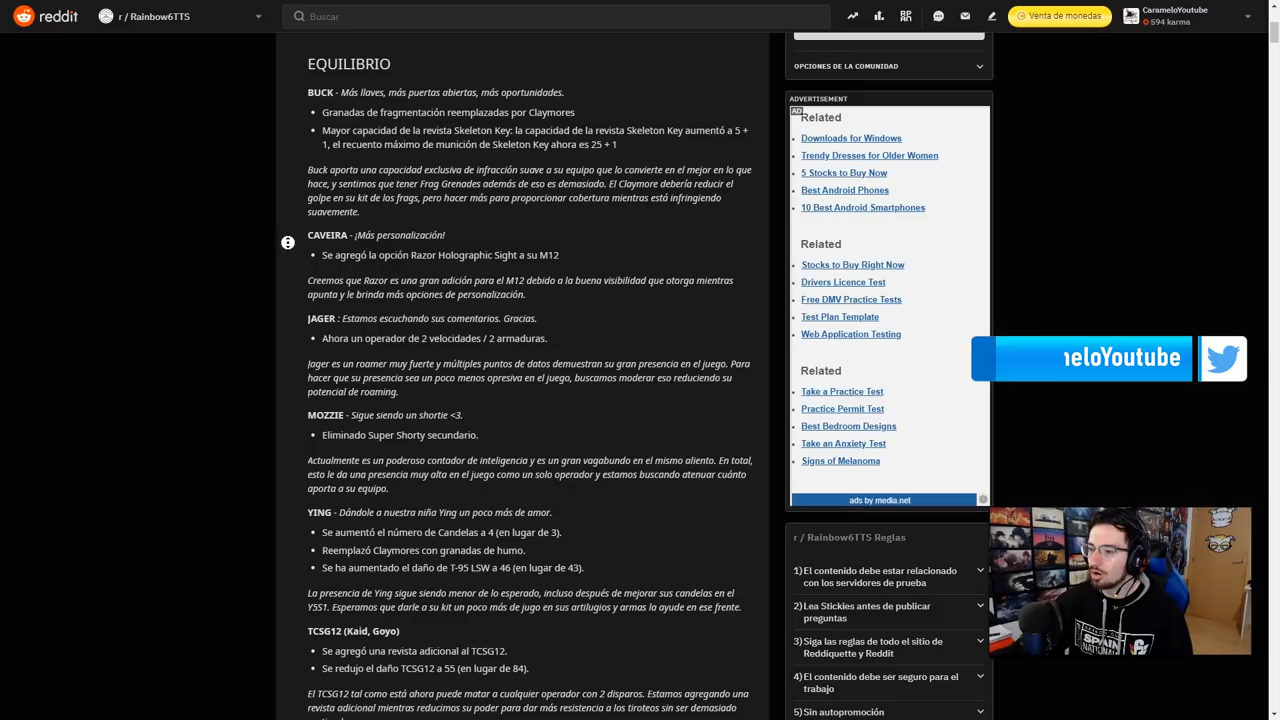 reddit
r / Rainbow6TTS
Buscar
Venta de monedas
CarameloYoutube
594 karma
EQUILIBRIO
BUCK - Más llaves, más puertas abiertas, más oportunidades.
• Granadas de fragmentación reemplazadas por Claymores
• Mayor capacidad de la revista Skeleton Key: la capacidad de la revista Skeleton Key aumentó a 5 +
1, el recuento máximo de munición de Skeleton Key ahora es 25 + 1
Buck aporta una capacidad exclusiva de infracción suave a su equipo que lo convierte en el mejor en lo que
hace, y sentimos que tener Frag Grenades además de eso es demasiado. El Claymore debería reducir el
golpe en su kit de los frags, pero hacer más para proporcionar cobertura mientras está infringiendo
suavemente.
CAVEIRA - ¡Más personalización!
• Se agregó la opción Razor Holographic Sight a su M12
Creemos que Razor es una gran adición para el M12 debido a la buena visibilidad que otorga mientras
apunta y le brinda más opciones de personalización.
JAGER : Estamos escuchando sus comentarios. Gracias.
• Ahora un operador de 2 velocidades / 2 armaduras.
Jager es un roamer muy fuerte y múltiples puntos de datos demuestran su gran presencia en el juego. Para
hacer que su presencia sea un poco menos opresiva en el juego, buscamos moderar eso reduciendo su
potencial de roaming.
MOZZIE - Sigue siendo un shortie <3.
• Eliminado Super Shorty secundario.
Actualmente es un poderoso contador de inteligencia y es un gran vagabundo en el mismo aliento. En total,
esto le da una presencia muy alta en el juego como un solo operador y estamos buscando atenuar cuánto
aporta a su equipo.
YING - Dándole a nuestra niña Ying un poco más de amor.
• Se aumentó el número de Candelas a 4 (en lugar de 3).
• Reemplazó Claymores con granadas de humo.
• Se ha aumentado el daño de T-95 LSW a 46 (en lugar de 43).
La presencia de Ying sigue siendo menor de lo esperado, incluso después de mejorar sus candelas en el
Y5S1. Esperamos que darle a su kit un poco más de jugo en sus artilugios y armas la ayude en ese frente.
TCSG12 (Kaid, Goyo)
• Se agregó una revista adicional al TCSG12.
• Se redujo el daño TCSG12 a 55 (en lugar de 84).
El TCSG12 tal como está ahora puede matar a cualquier operador con 2 disparos. Estamos agregando una
revista adicional mientras reducimos su poder para dar más resistencia a los tiroteos sin ser demasiado
OPCIONES DE LA COMUNIDAD
ADVERTISEMENT
AD
Related
• Downloads for Windows
• Trendy Dresses for Older Women
• 5 Stocks to Buy Now
• Best Android Phones
• 10 Best Android Smartphones
Related
• Stocks to Buy Right Now
• Drivers Licence Test
• Free DMV Practice Tests
• Test Plan Template
• Web Application Testing
Related
• Take a Practice Test
• Practice Permit Test
• Best Bedroom Designs
• Take an Anxiety Test
• Signs of Melanoma
ads by media.net
eloYoutube
r / Rainbow6TTS Reglas
1) El contenido debe estar relacionado
con los servidores de prueba
2) Lea Stickies antes de publicar
preguntas
3) Siga las reglas de todo el sitio de
Reddiquette y Reddit
4) El contenido debe ser seguro para el
trabajo
5) Sin autopromoción
SPAIN
NATIONAL